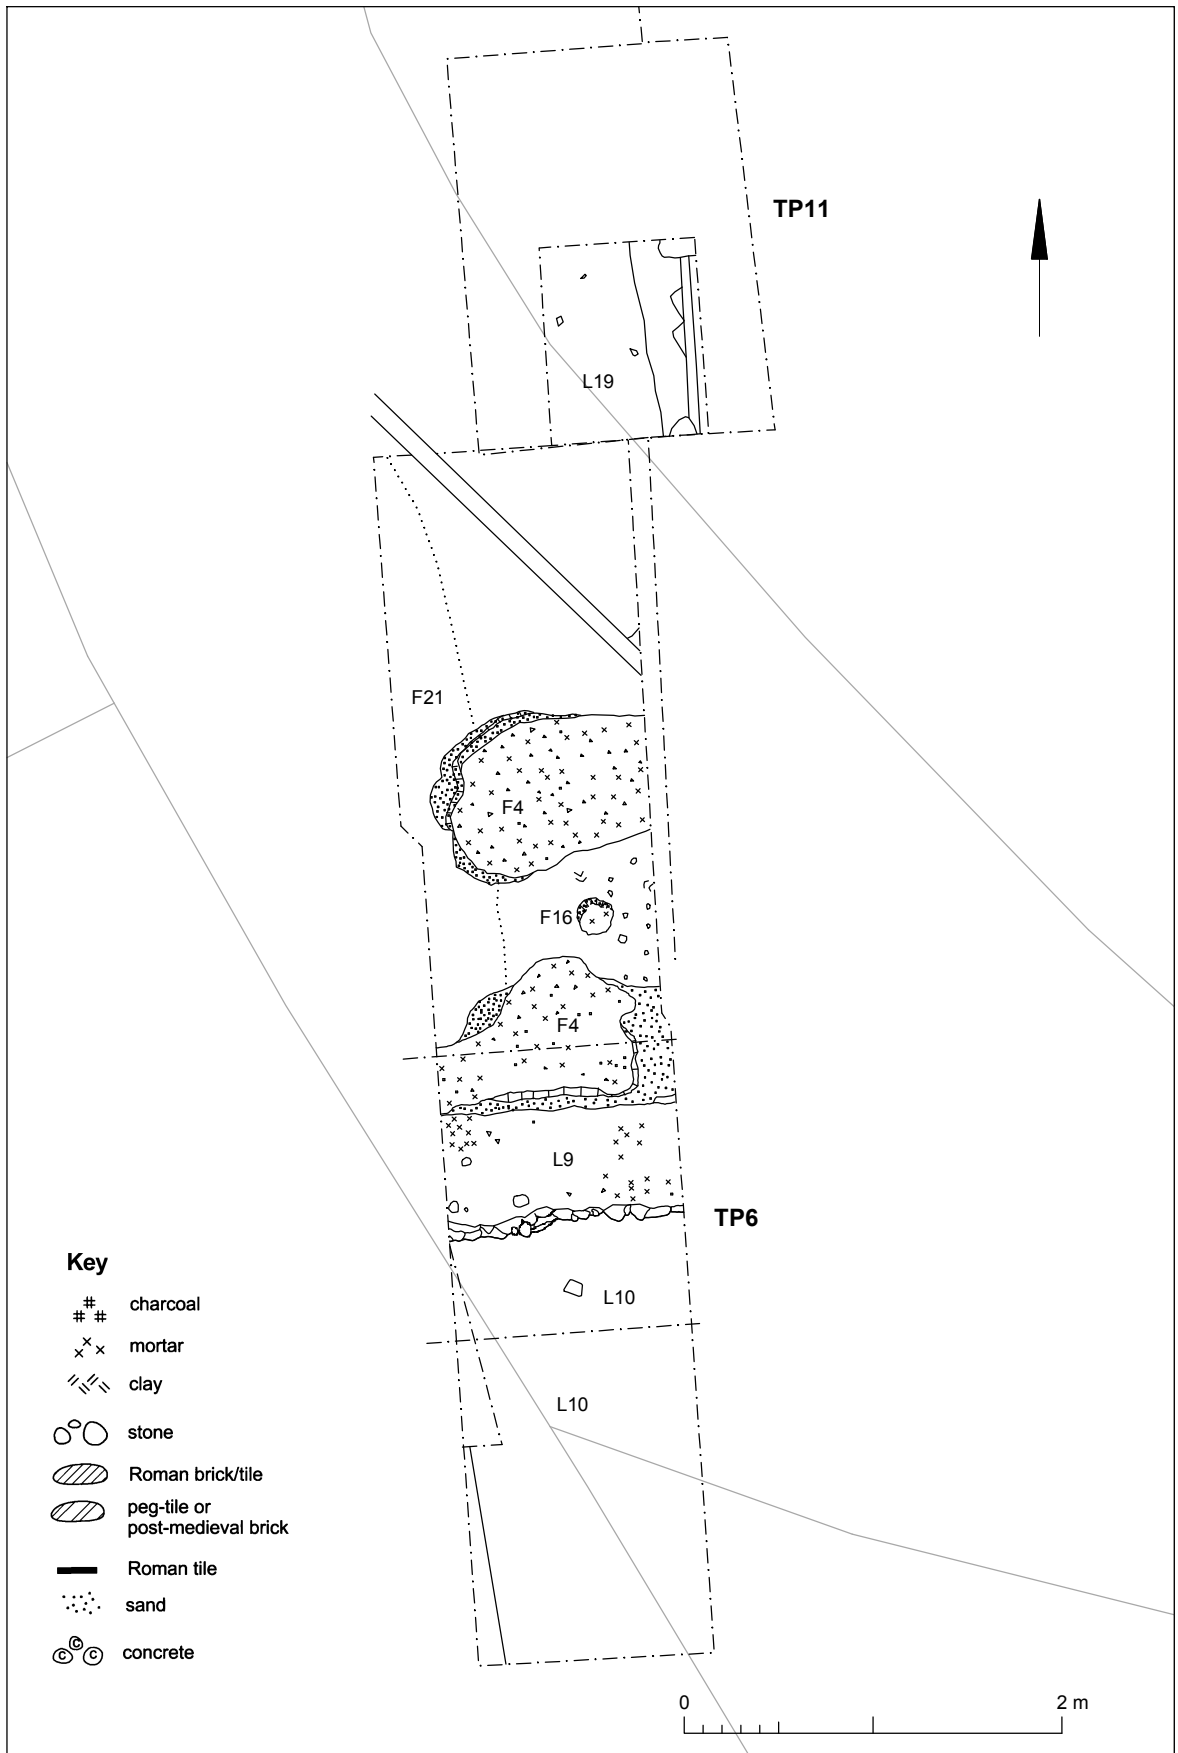 TP11
L19
F21
F4
F16
F4
L9
TP6
L10
L10
Key
charcoal
mortar
clay
stone
Roman brick/tile
peg-tile or
post-medieval brick
Roman tile
sand
C C C concrete
0 2 m